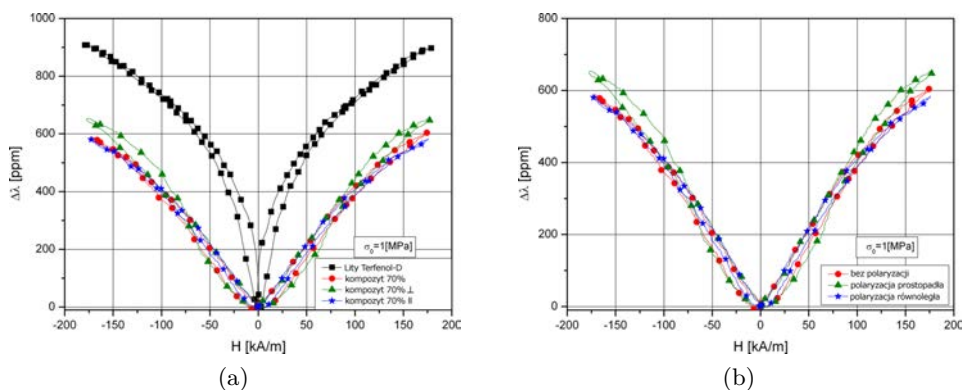 1000
800
600
400
200
0
Δλ [ppm]
-200 -150 -100 -50 0 50 100 150 200
H [kA/m]
σ₀=1[MPa]
Lity Terfenol-D
kompozyt 70%
kompozyt 70% ⊥
kompozyt 70% II
(a)
800
600
400
200
0
Δλ [ppm]
-200 -150 -100 -50 0 50 100 150 200
H [kA/m]
σ₀=1[MPa]
bez polaryzacji
polaryzacja prostopadła
polaryzacja równoległa
(b)